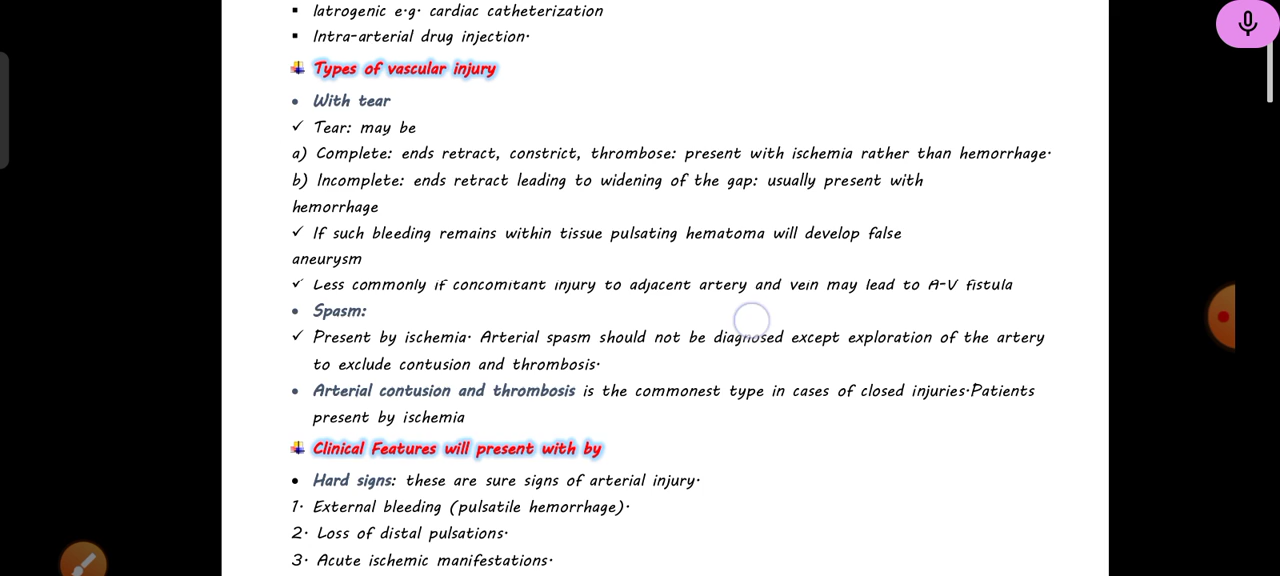 ▪ Iatrogenic e.g. cardiac catheterization
▪ Intra-arterial drug injection.
Types of vascular injury
• With tear
✓ Tear: may be
a) Complete: ends retract, constrict, thrombose: present with ischemia rather than hemorrhage.
b) Incomplete: ends retract leading to widening of the gap: usually present with
hemorrhage
✓ If such bleeding remains within tissue pulsating hematoma will develop false
aneurysm
✓ Less commonly if concomitant injury to adjacent artery and vein may lead to A-V fistula
• Spasm:
✓ Present by ischemia. Arterial spasm should not be diagnosed except exploration of the artery
to exclude contusion and thrombosis.
• Arterial contusion and thrombosis is the commonest type in cases of closed injuries.Patients
present by ischemia
Clinical Features will present with by
• Hard signs: these are sure signs of arterial injury.
1. External bleeding (pulsatile hemorrhage).
2. Loss of distal pulsations.
3. Acute ischemic manifestations.